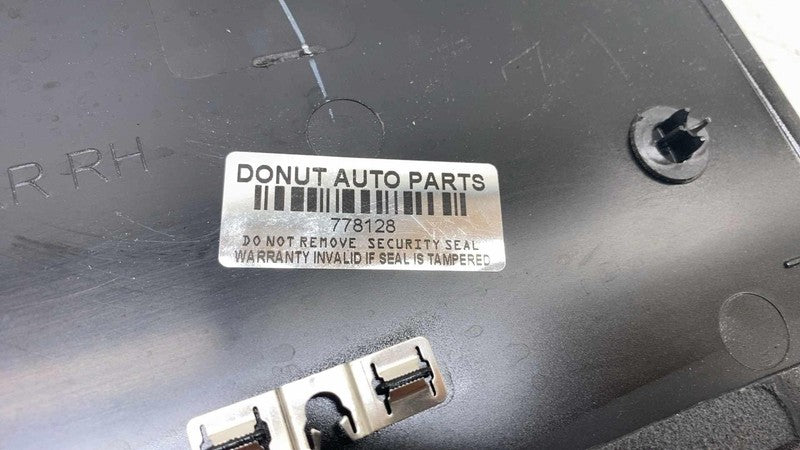 R RH
DONUT AUTO PARTS
778128
DO NOT REMOVE SECURITY SEAL
WARRANTY INVALID IF SEAL IS TAMPERED